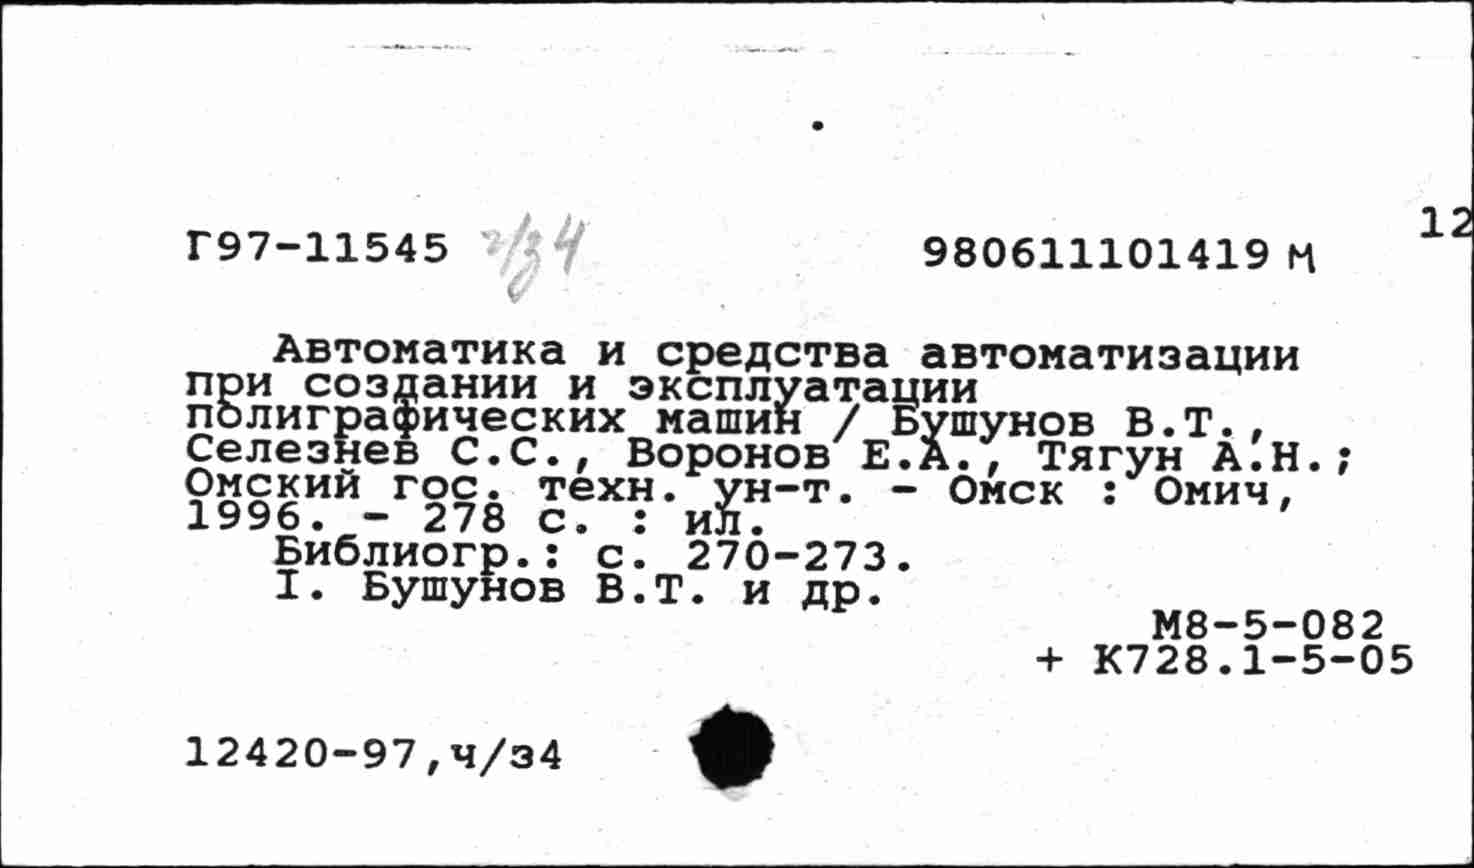 12
Г97-11545 ч/з4 980611101419 м
Автоматика и средства автоматизации
при создании и эксплуатации
полиграфических машин / Бушунов В.Т.,
Селезнев С.С., Воронов Е.А., Тягун А.Н.;
Омский гос. техн. ун-т. - Омск : Омич,
1996. - 278 с. : ил.
Библиогр.: с. 270-273.
I. Бушунов В.Т. и др.
М8-5-082
+ К728.1-5-05
12420-97,ч/з4